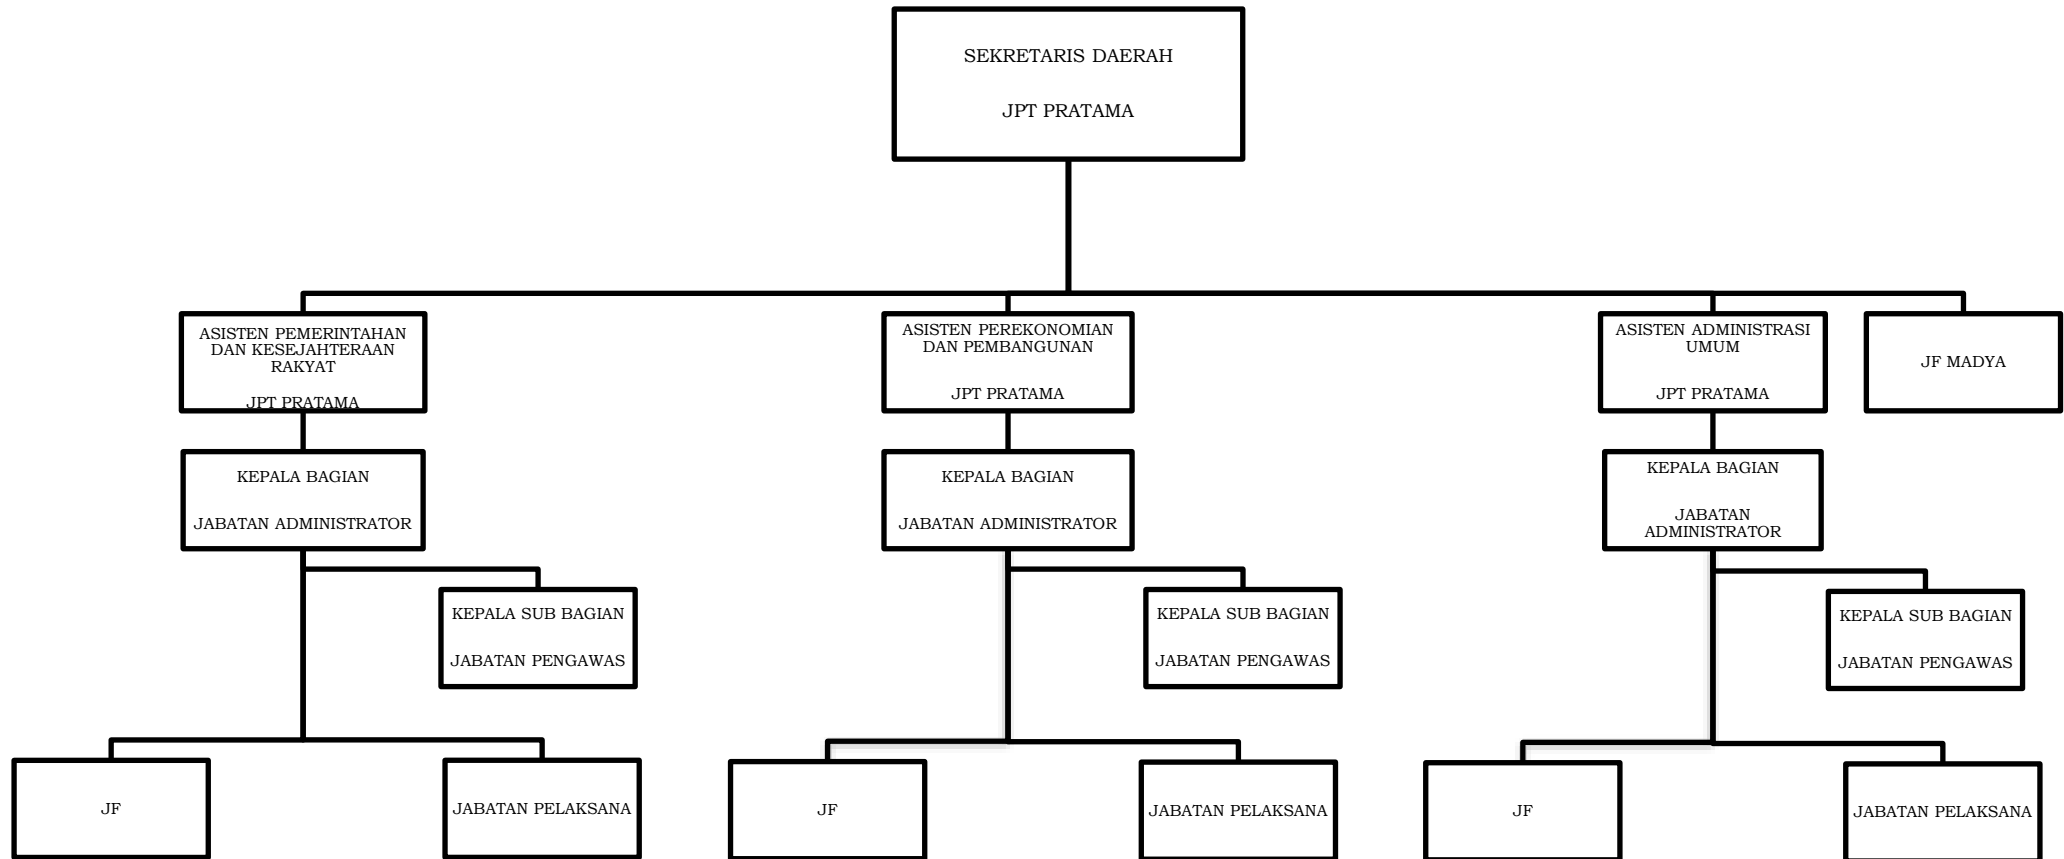 SEKRETARIS DAERAH
JPT PRATAMA
ASISTEN PEMERINTAHAN
DAN KESEJAHTERAAN
RAKYAT
JPT PRATAMA
ASISTEN PEREKONOMIAN
DAN PEMBANGUNAN
JPT PRATAMA
ASISTEN ADMINISTRASI
UMUM
JPT PRATAMA
JF MADYA
KEPALA BAGIAN
JABATAN ADMINISTRATOR
KEPALA BAGIAN
JABATAN ADMINISTRATOR
KEPALA BAGIAN
JABATAN
ADMINISTRATOR
KEPALA SUB BAGIAN
JABATAN PENGAWAS
KEPALA SUB BAGIAN
JABATAN PENGAWAS
KEPALA SUB BAGIAN
JABATAN PENGAWAS
JF
JABATAN PELAKSANA
JF
JABATAN PELAKSANA
JF
JABATAN PELAKSANA